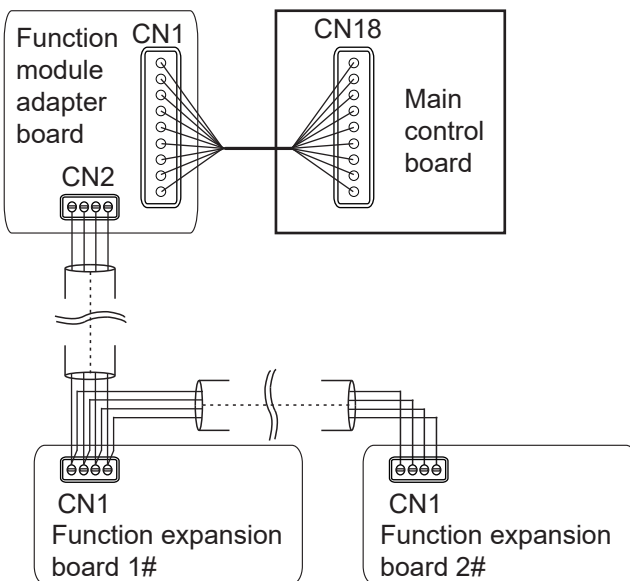 Function
module
adapter
board
CN1
CN2
CN18
Main
control
board
CN1
Function expansion
board 1#
CN1
Function expansion
board 2#